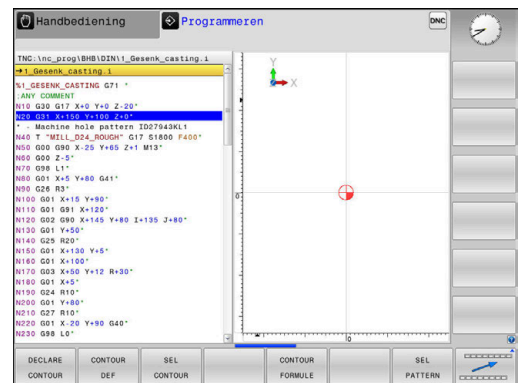 Handbediening
Programmeren
DNC
TNC:\nc_prog\BHB\DIN\1_Gesenk_casting.i
→1_Gesenk_casting.i
%1_GESENK_CASTING G71 *
;ANY COMMENT
N10 G30 G17 X+0 Y+0 Z-20*
N20 G31 X+150 Y+100 Z+0*
* - Machine hole pattern ID27943KL1
N40 T "MILL_D24_ROUGH" G17 S1800 F400*
N50 G00 G90 X-25 Y+65 Z+1 M13*
N60 G00 Z-5*
N70 G98 L1*
N80 G01 X+5 Y+80 G41*
N90 G26 R3*
N100 G01 X+15 Y+90*
N110 G01 G91 X+120*
N120 G02 G90 X+145 Y+80 I+135 J+80*
N130 G01 Y+50*
N140 G25 R20*
N150 G01 X+130 Y+5*
N160 G01 X+100*
N170 G03 X+50 Y+12 R+30*
N180 G01 X+5*
N190 G24 R10*
N200 G01 Y+80*
N210 G27 R10*
N220 G01 X-20 Y+90 G40*
N230 G98 L0*
Y
X
0
0
DECLARE CONTOUR
CONTOUR DEF
SEL CONTOUR
CONTOUR FORMULE
SEL PATTERN